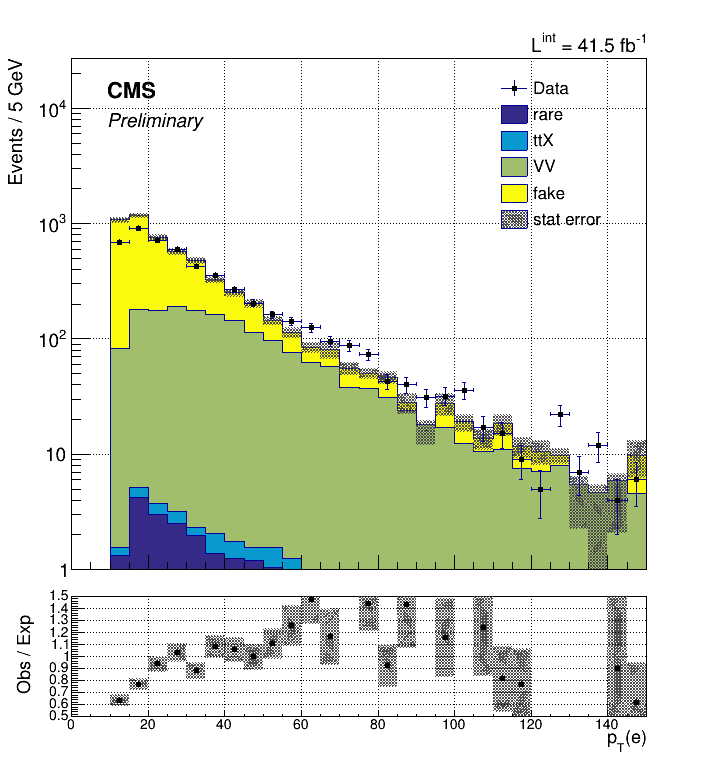 L^int = 41.5 fb^-1
Events / 5 GeV
CMS
Preliminary
Data
rare
ttX
VV
fake
stat error
10^4
10^3
10^2
10
1
Obs / Exp
1.5
1.4
1.3
1.2
1.1
1
0.9
0.8
0.7
0.6
0.5
0 20 40 60 80 100 120 140
p_T(e)